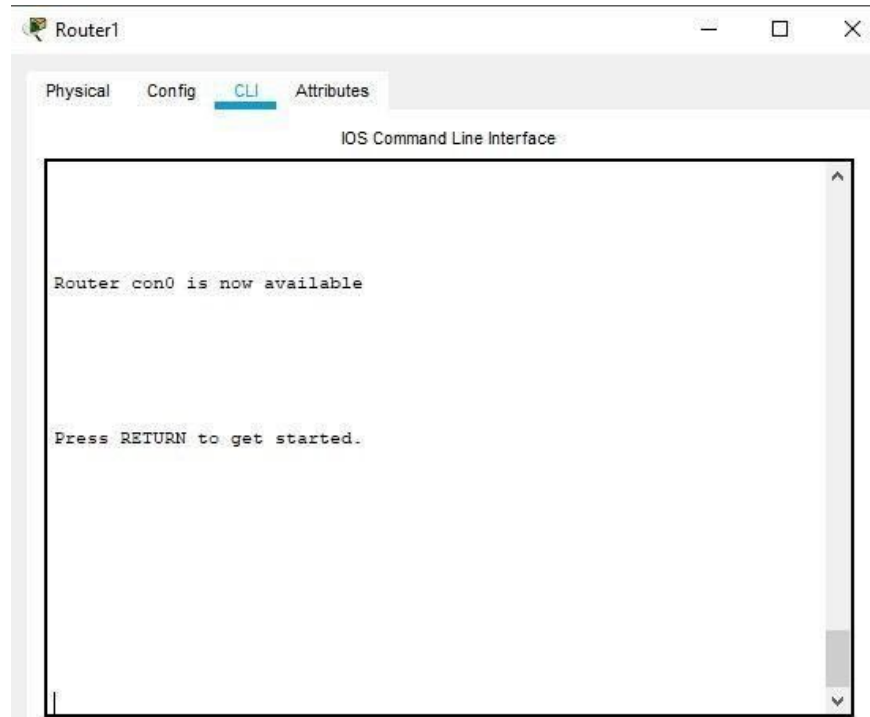 Router1
Physical Config CLI Attributes
IOS Command Line Interface
Router con0 is now available
Press RETURN to get started.